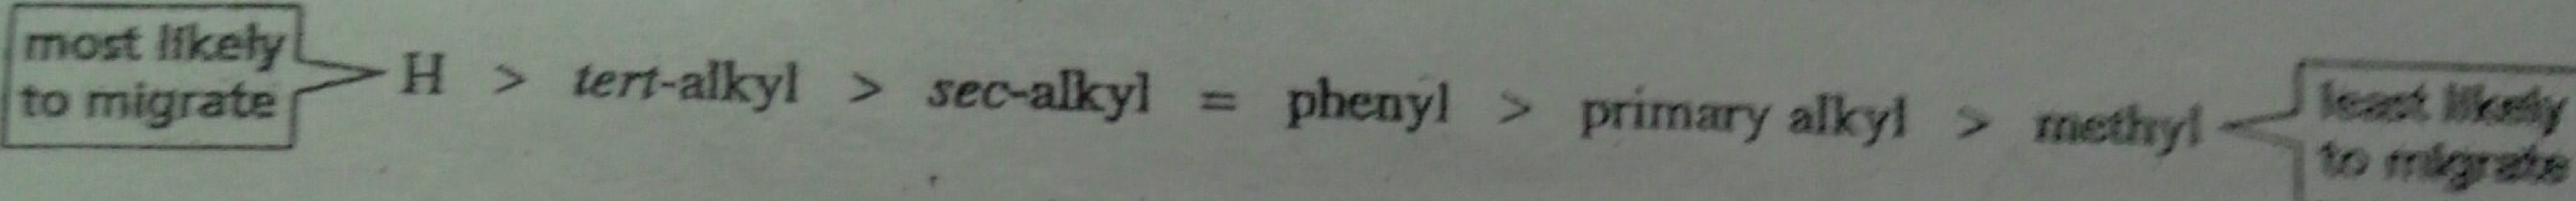 most likely
to migrate
H > tert-alkyl > sec-alkyl = phenyl > primary alkyl > methyl
least likely
to migrate